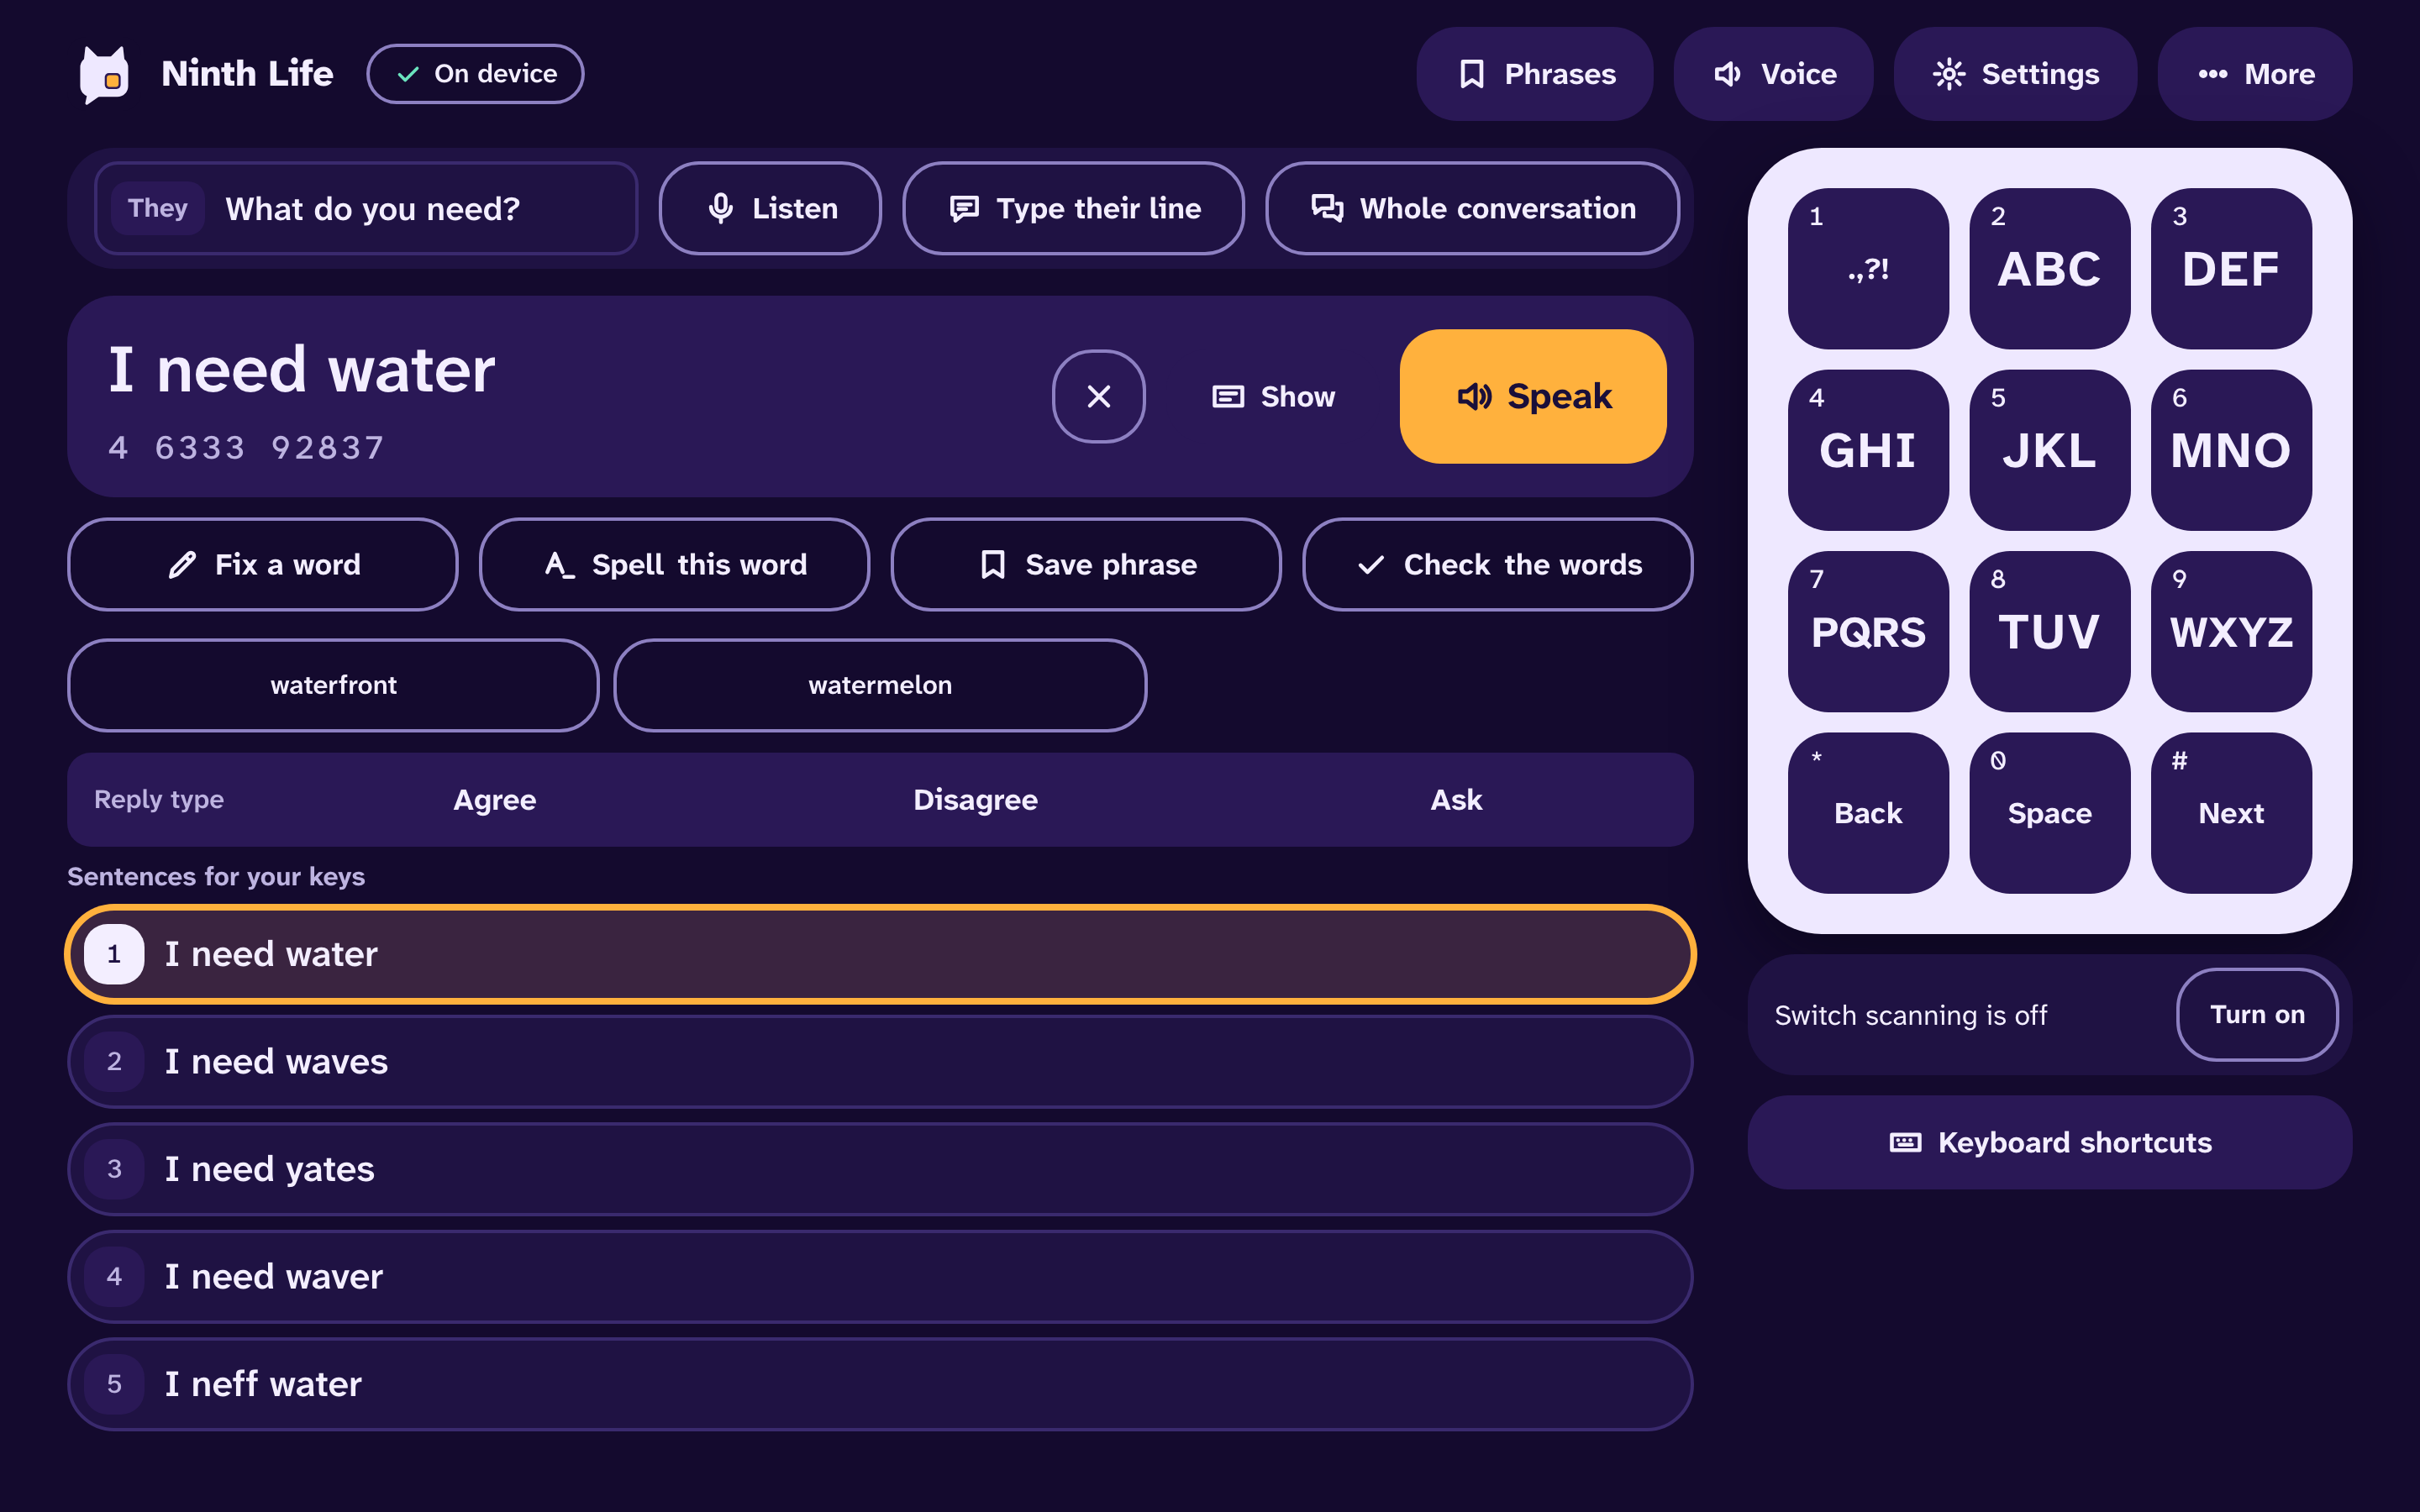 Ninth Life
On device
Phrases
Voice
Settings
More
They
What do you need?
Listen
Type their line
Whole conversation
I need water
4 6333 92837
Show
Speak
Fix a word
Spell this word
Save phrase
Check the words
waterfront
watermelon
Reply type
Agree
Disagree
Ask
Sentences for your keys
1 I need water
2 I need waves
3 I need yates
4 I need waver
5 I neff water
1
.,?!
2
ABC
3
DEF
4
GHI
5
JKL
6
MNO
7
PQRS
8
TUV
9
WXYZ
*
Back
0
Space
#
Next
Switch scanning is off
Turn on
Keyboard shortcuts